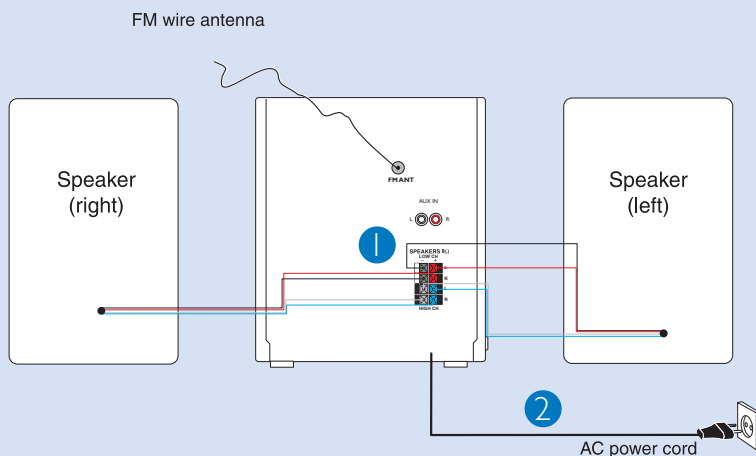 FM wire antenna
Speaker
(right)
FM ANT
AUX IN
L R
1
SPEAKERS 8Ω
LOW CH
- +
L
R
L
R
HIGH CH
Speaker
(left)
2
AC power cord